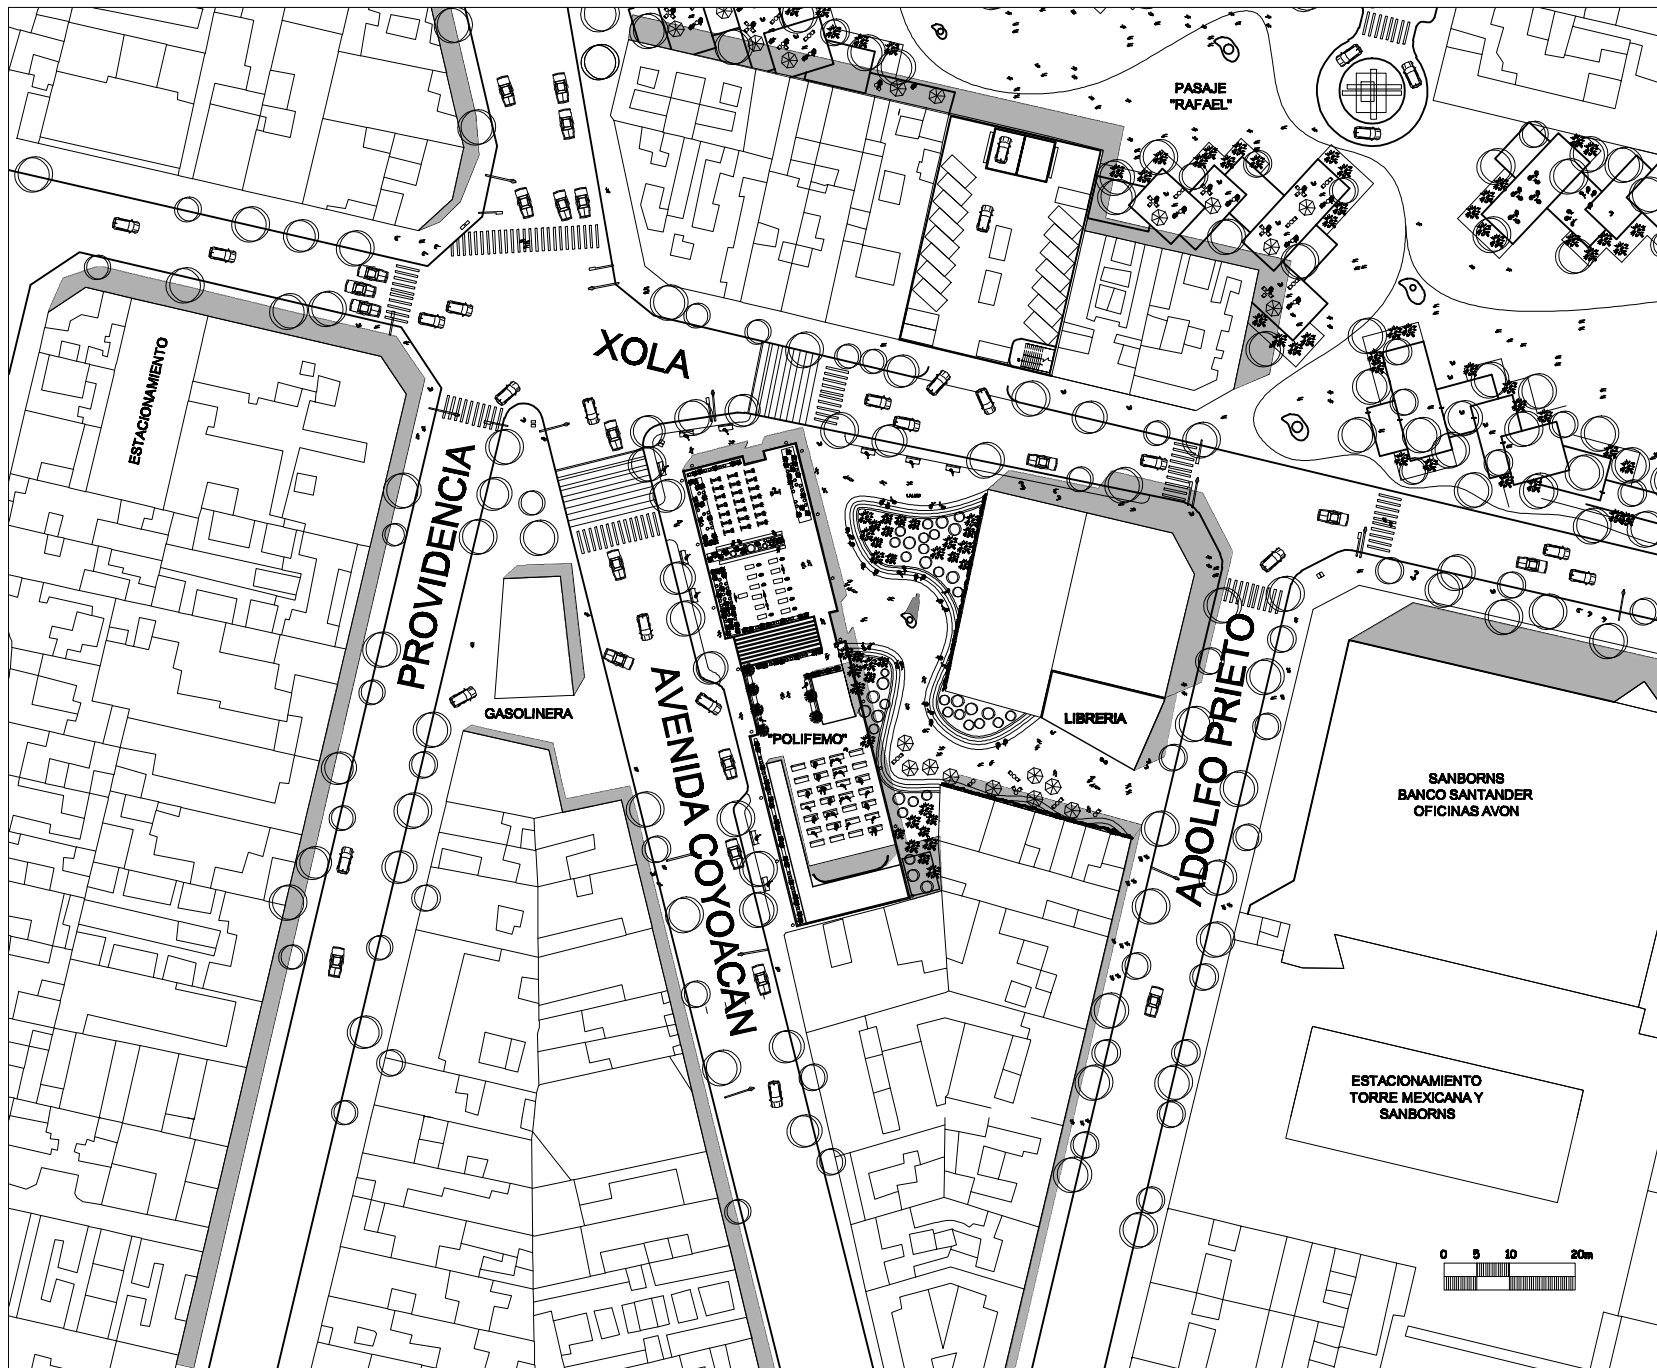 PASAJE
"RAFAEL"
XOLA
ESTACIONAMIENTO
PROVIDENCIA
GASOLINERA
AVENIDA COYOACAN
"POLIFEMO"
LIBRERIA
ADOLFO PRIETO
SANBORNS
BANCO SANTANDER
OFICINAS AVON
ESTACIONAMIENTO
TORRE MEXICANA Y
SANBORNS
0 5 10 20m